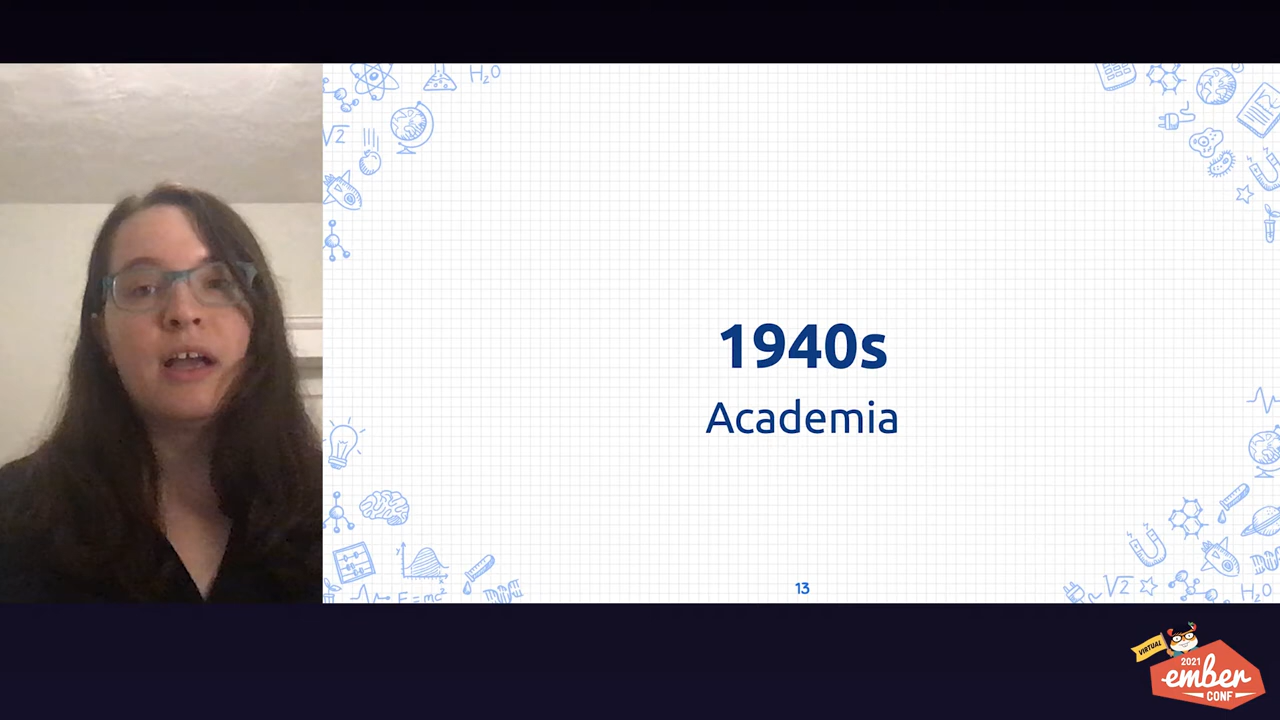 H₂O
√2
1940s
Academia
y
x
E=mc²
√2
H₂O
13
VIRTUAL
2021
ember
CONF